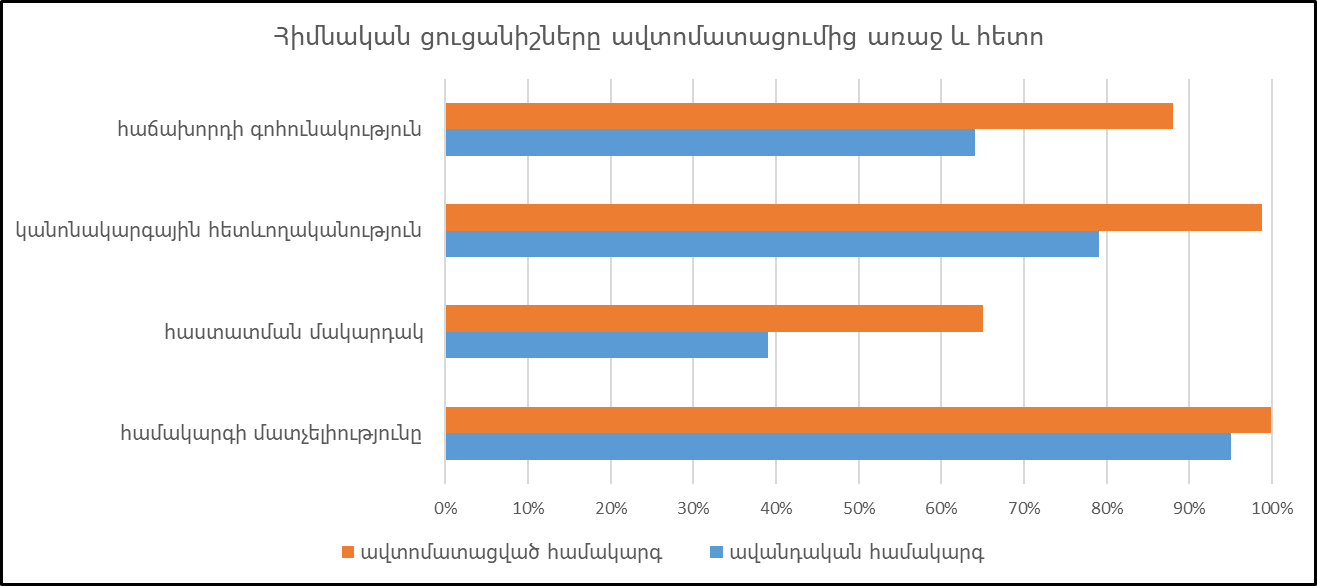 Հիմնական ցուցանիշները ավտոմատացումից առաջ և հետո
հաճախորդի գոհունակություն
կանոնակարգային հետևողականություն
հաստատման մակարդակ
համակարգի մատչելիությունը
0% 10% 20% 30% 40% 50% 60% 70% 80% 90% 100%
ավտոմատացված համակարգ ավանդական համակարգ